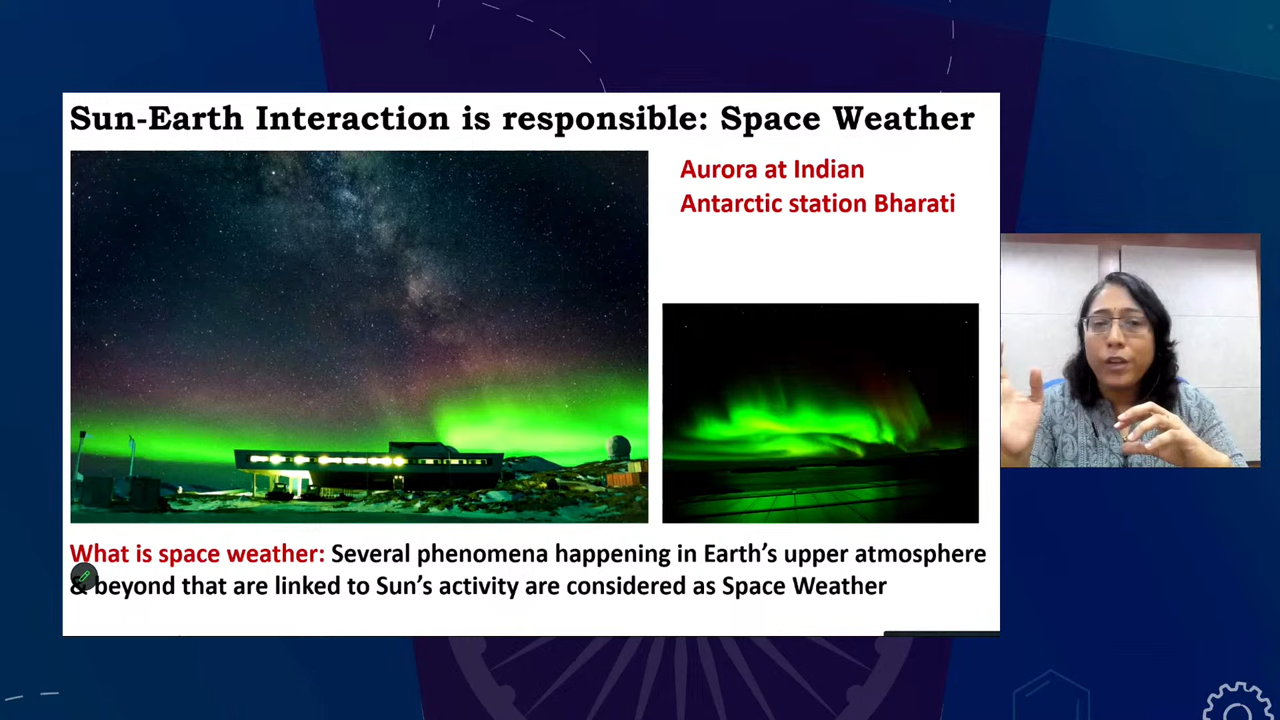 Sun-Earth Interaction is responsible: Space Weather
Aurora at Indian
Antarctic station Bharati
What is space weather: Several phenomena happening in Earth's upper atmosphere
& beyond that are linked to Sun's activity are considered as Space Weather